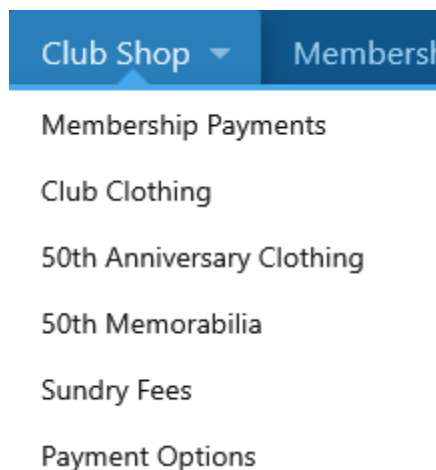 Club Shop
Membership Payments
Club Clothing
50th Anniversary Clothing
50th Memorabilia
Sundry Fees
Payment Options